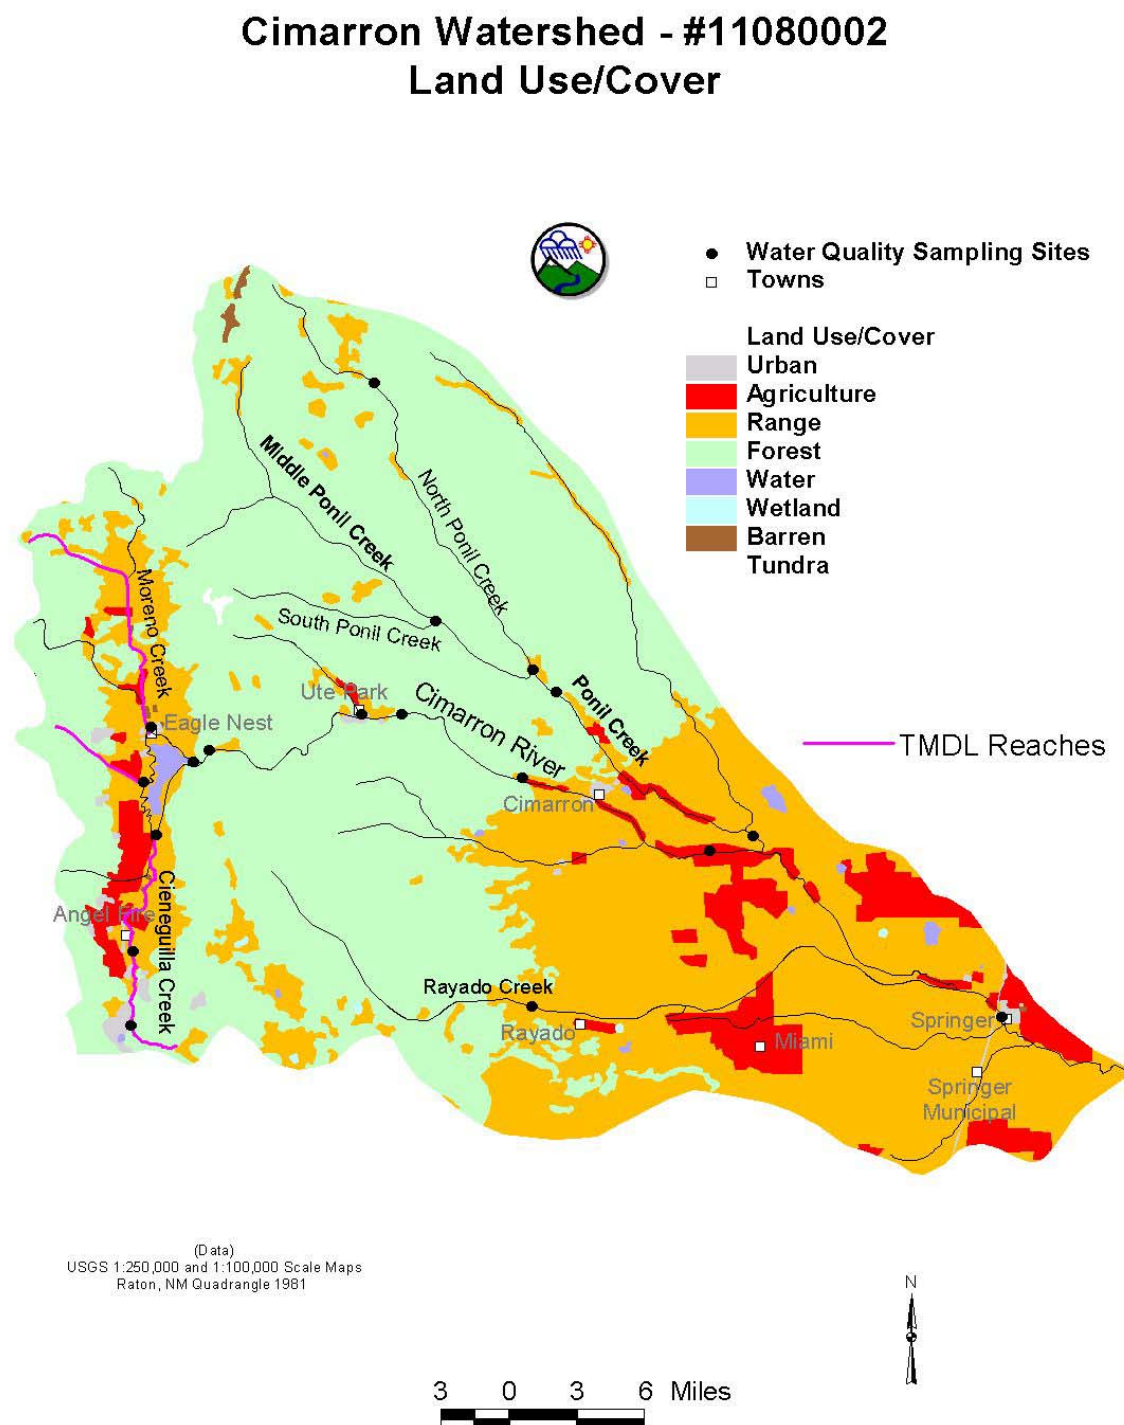 Cimarron Watershed - #11080002
Land Use/Cover
Water Quality Sampling Sites
Towns
Land Use/Cover
Urban
Agriculture
Range
Forest
Water
Wetland
Barren
Tundra
Middle Ponil Creek
North Ponil Creek
South Ponil Creek
Moreno Creek
Ute Park
Cimarron River
Ponil Creek
Eagle Nest
TMDL Reaches
Cimarron
Angel Fire
Cieneguilla Creek
Rayado Creek
Rayado
Miami
Springer
Springer
Municipal
(Data)
USGS 1:250,000 and 1:100,000 Scale Maps
Raton, NM Quadrangle 1981
N
3 0 3 6 Miles